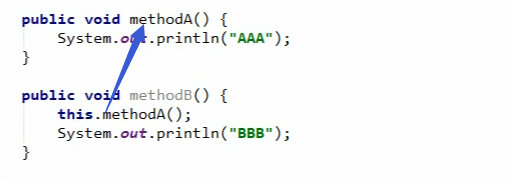 public void methodA() {
    System.out.println("AAA");
}
public void methodB() {
    this.methodA();
    System.out.println("BBB");
}